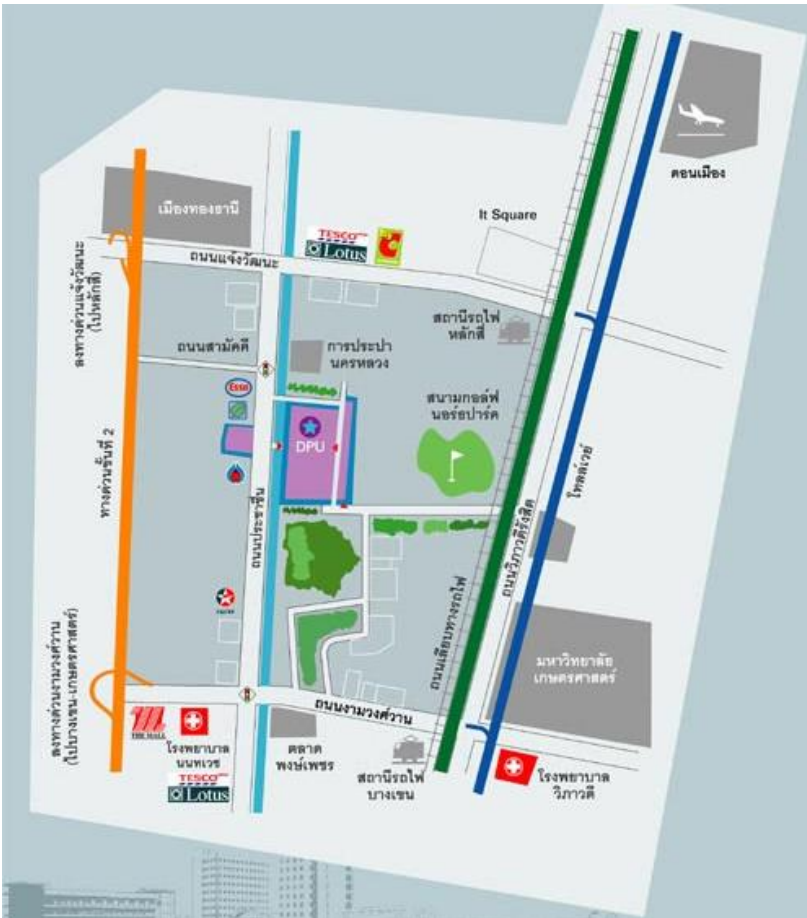 ดอนเมือง
เมืองทองธานี
It Square
TESCO
Lotus
ถนนแจ้งวัฒนะ
ลงทางด่วนแจ้งวัฒนะ
(ไปหลักสี่)
สถานีรถไฟ
หลักสี่
ถนนสามัคคี
การประปา
นครหลวง
Esso
สนามกอล์ฟ
นอร์ธปาร์ค
DPU
ทางด่วนขั้นที่ 2
โทลล์เวย์
ถนนประชาชื่น
ถนนวิภาวดีรังสิต
ถนนเลียบทางรถไฟ
มหาวิทยาลัย
เกษตรศาสตร์
ลงทางด่วนงามวงศ์วาน
(ไปบางเขน-เกษตรศาสตร์)
ถนนงามวงศ์วาน
THE MALL
โรงพยาบาล
นนทเวช
ตลาด
พงษ์เพชร
สถานีรถไฟ
บางเขน
โรงพยาบาล
วิภาวดี
TESCO
Lotus